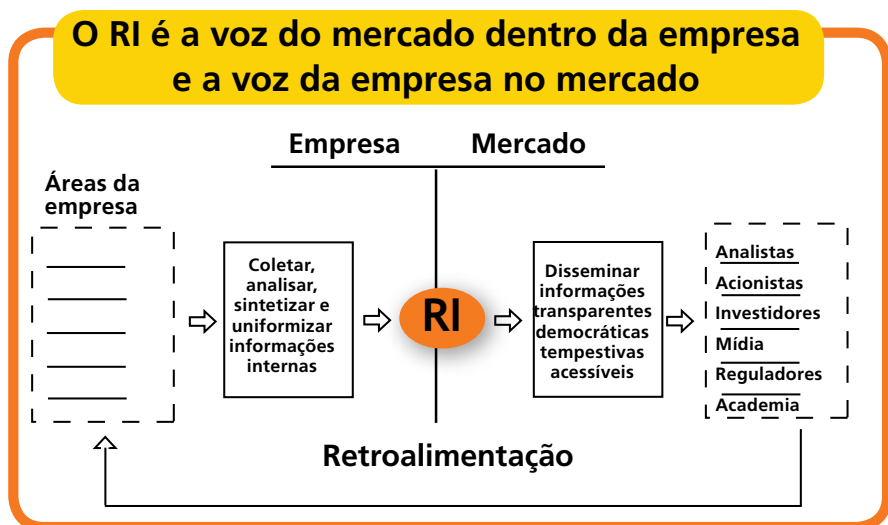 O RI é a voz do mercado dentro da empresa
e a voz da empresa no mercado
Empresa
Mercado
Áreas da
empresa
Coletar,
analisar,
sintetizar e
uniformizar
informações
internas
RI
Disseminar
informações
transparentes
democráticas
tempestivas
acessíveis
Analistas
Acionistas
Investidores
Mídia
Reguladores
Academia
Retroalimentação